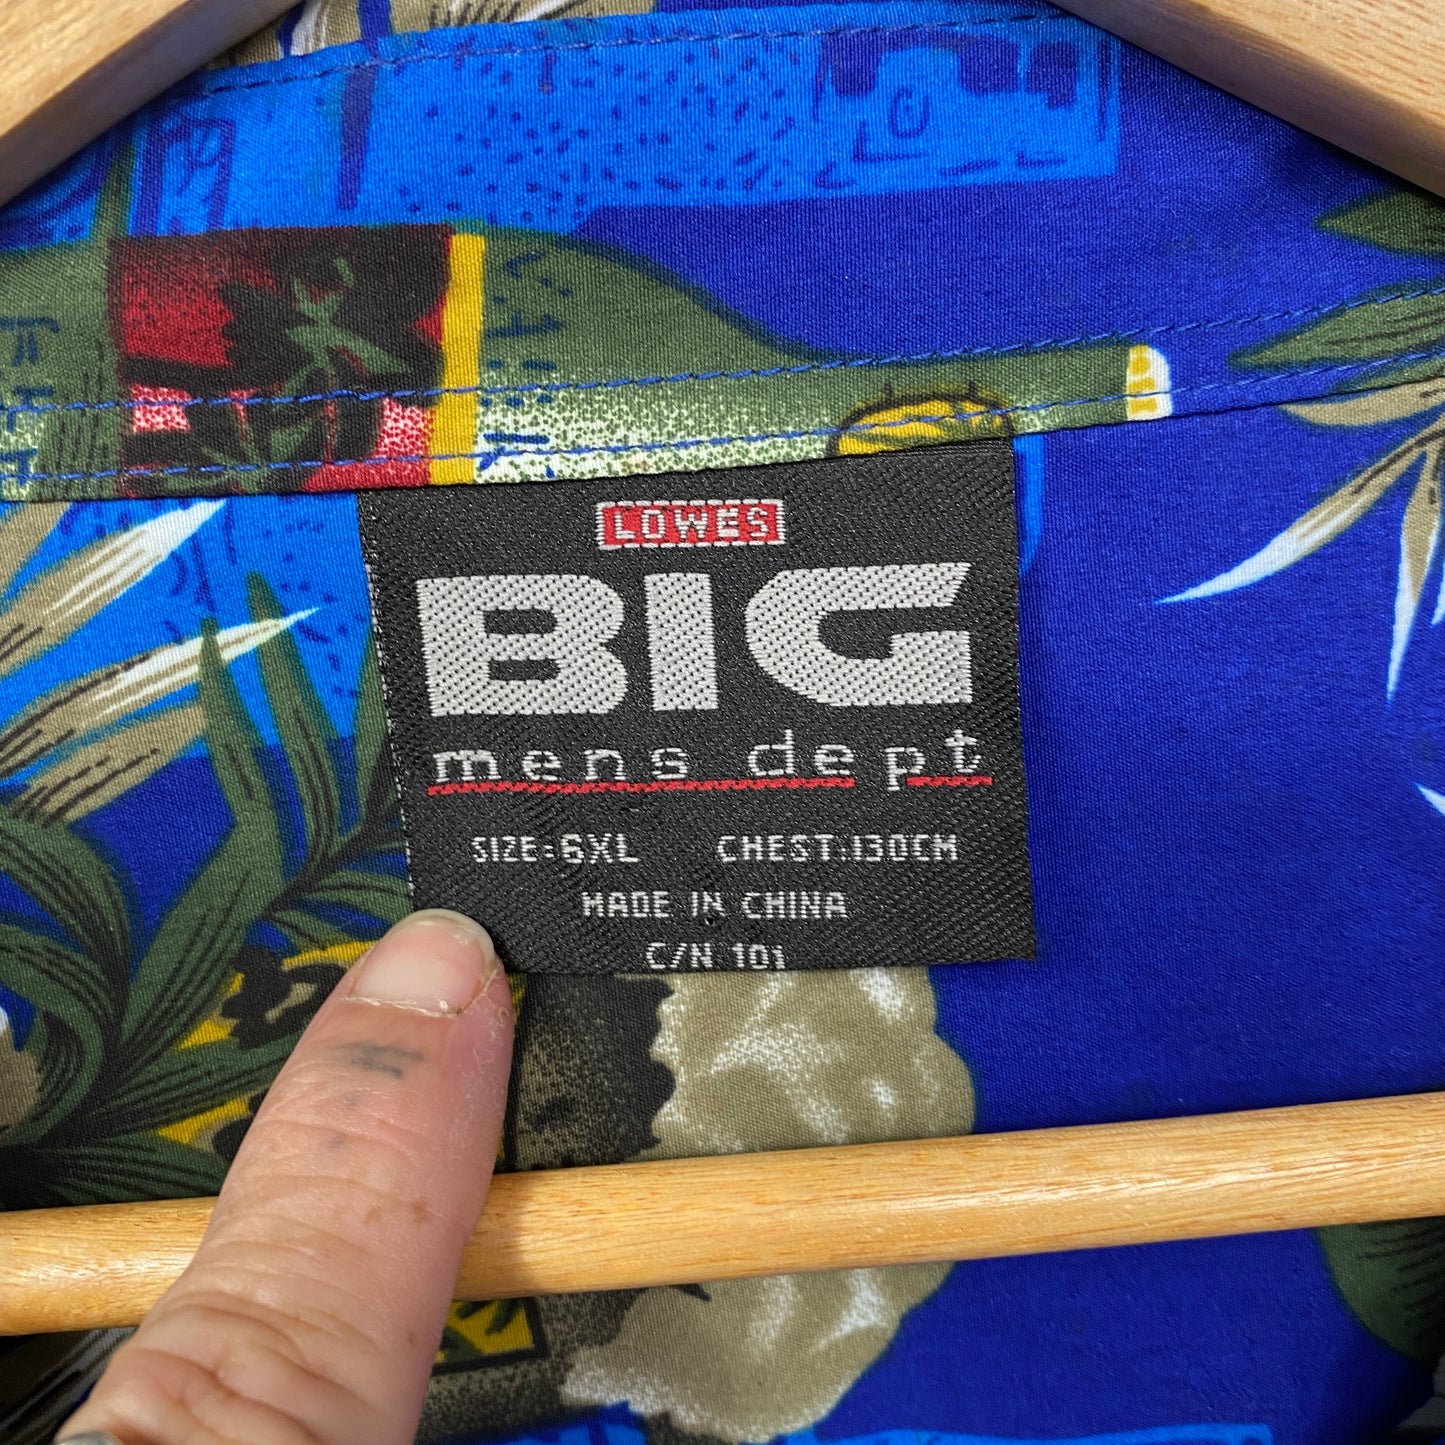 LOWES
BIG
mens dept
SIZE:6XL CHEST:130CM
MADE IN CHINA
C/N 101